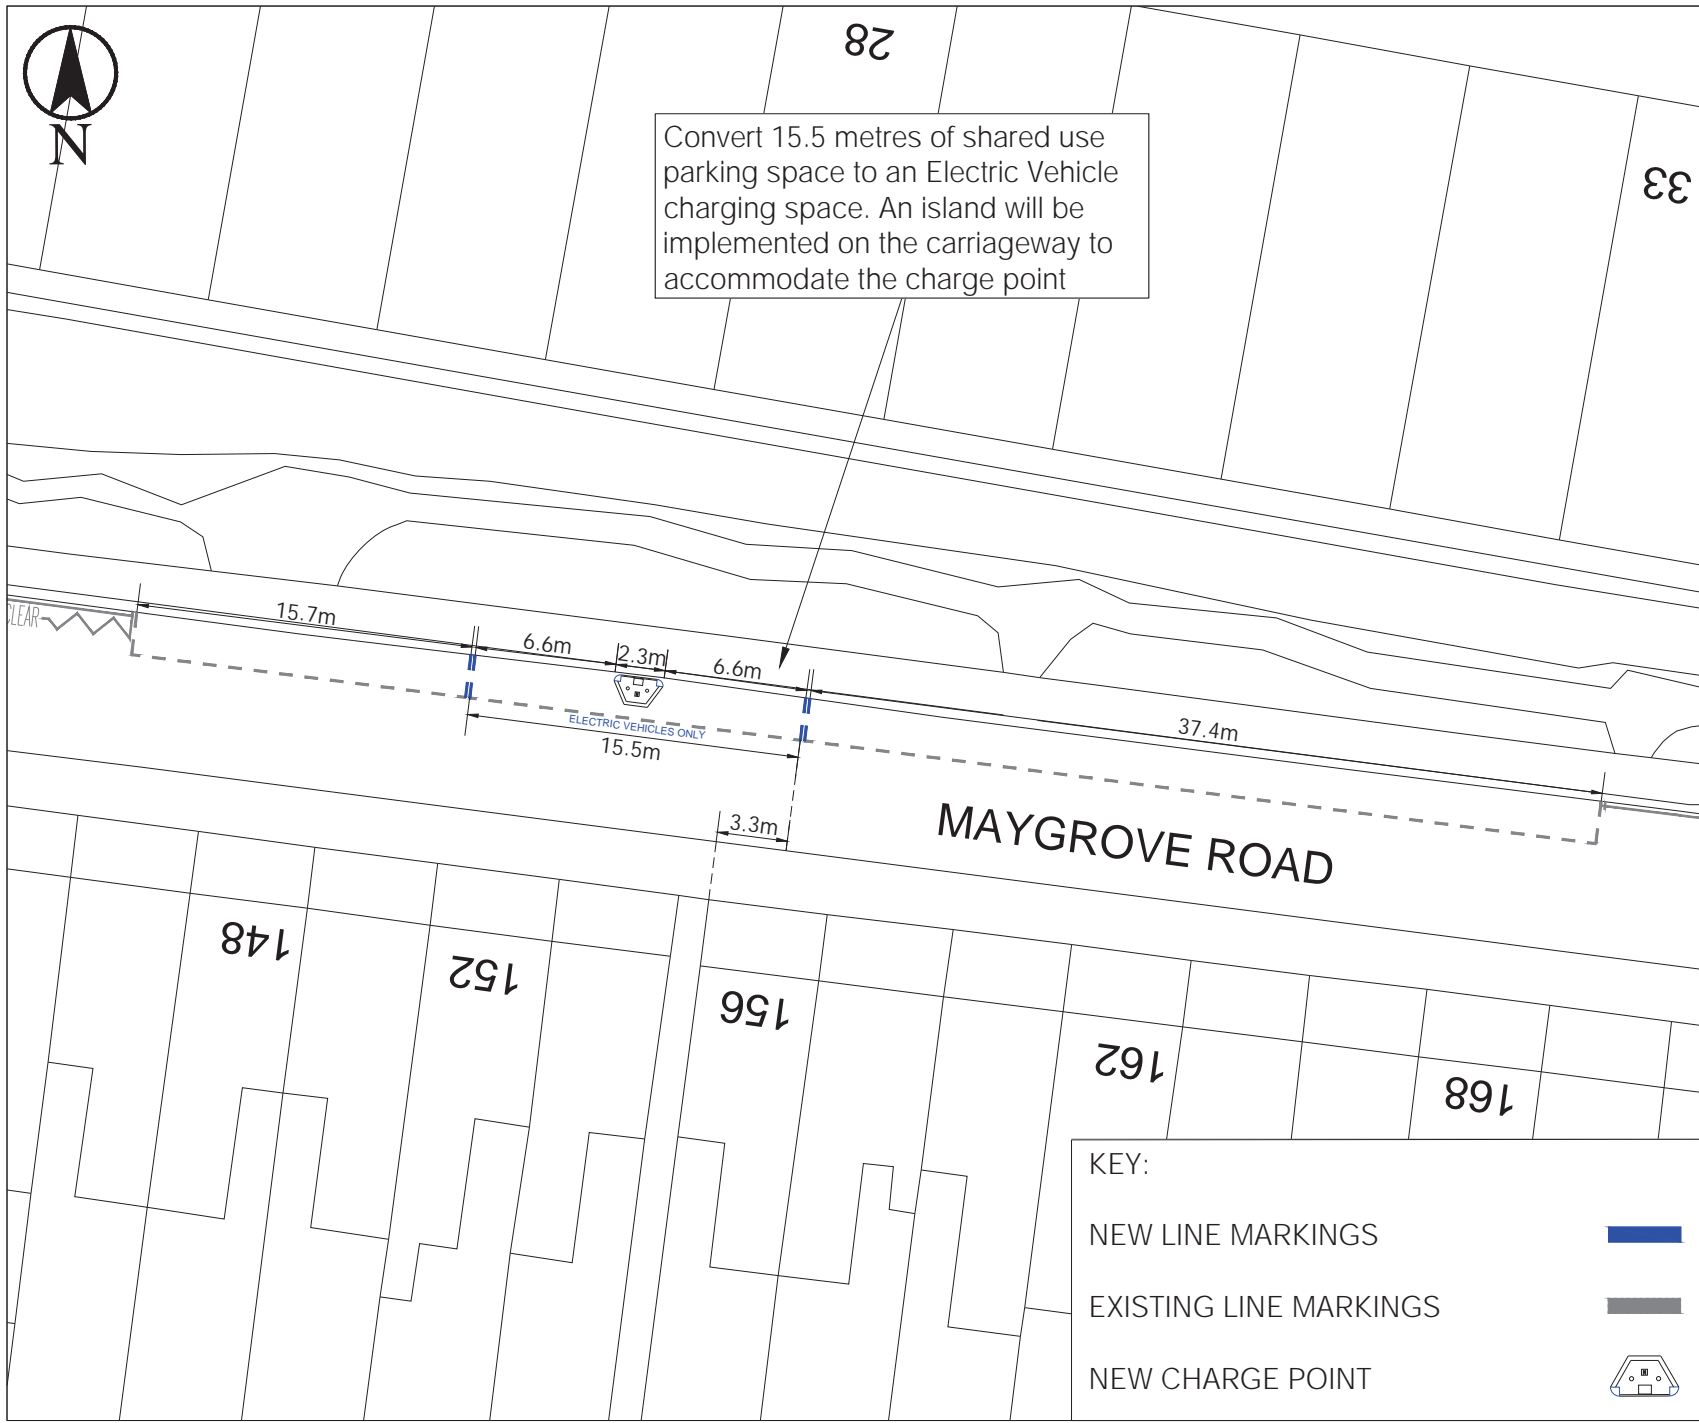 N
28
33
Convert 15.5 metres of shared use
parking space to an Electric Vehicle
charging space. An island will be
implemented on the carriageway to
accommodate the charge point
CLEAR
15.7m
6.6m
2.3m
6.6m
37.4m
ELECTRIC VEHICLES ONLY
15.5m
3.3m
MAYGROVE ROAD
148
152
156
162
168
KEY:
NEW LINE MARKINGS
EXISTING LINE MARKINGS
NEW CHARGE POINT